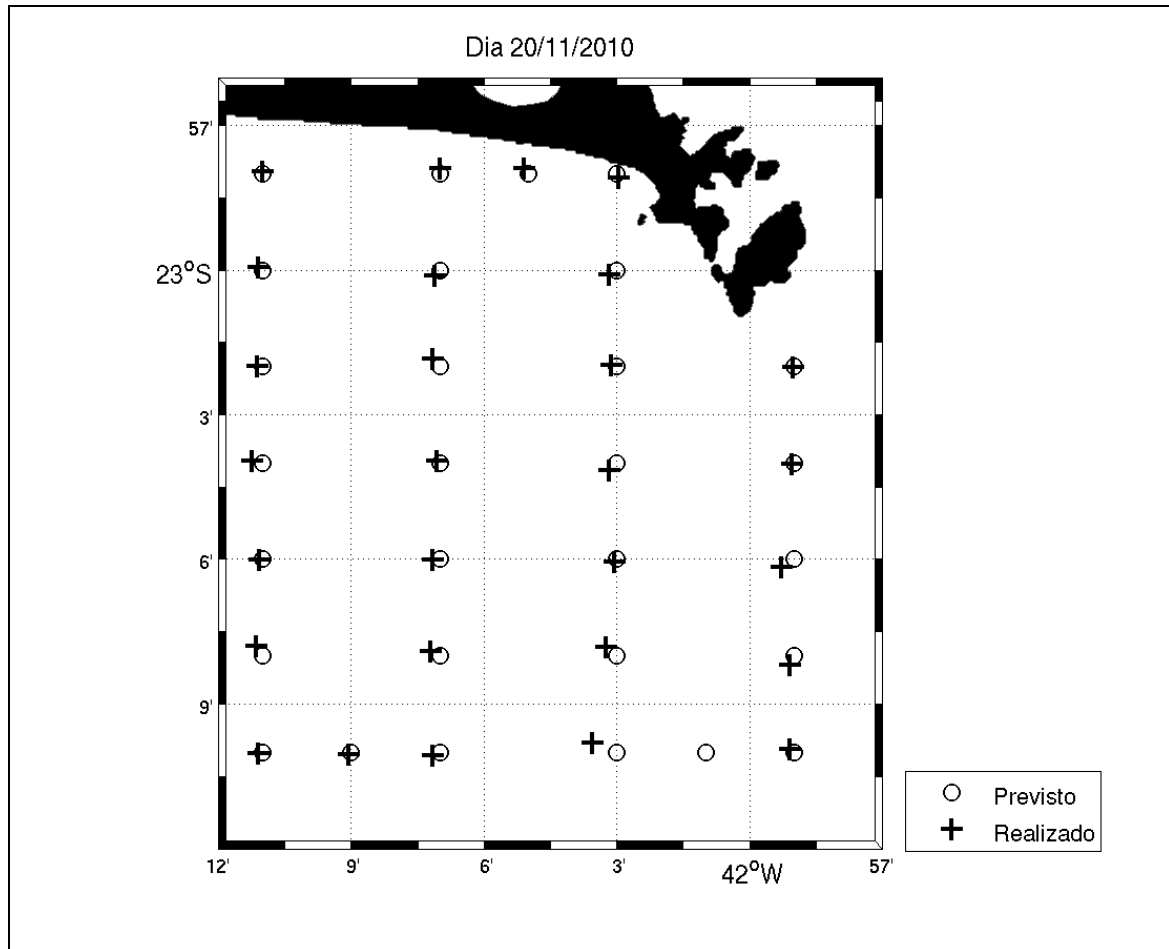 Dia 20/11/2010
57'
23°S
3'
6'
9'
12' 9' 6' 3' 42°W 57'
Previsto
Realizado